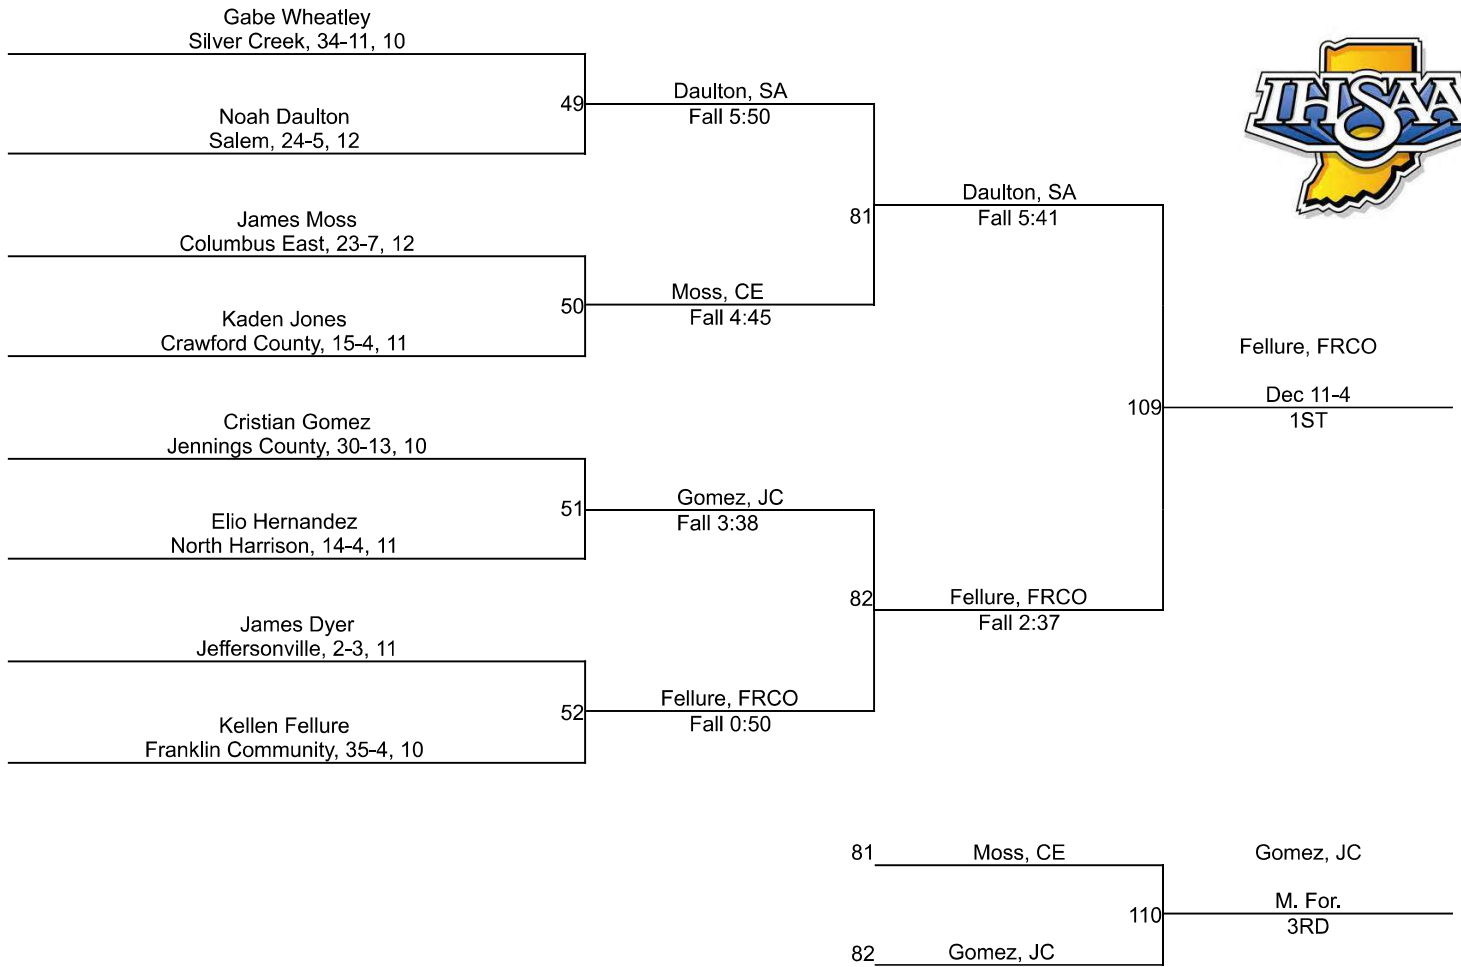 Gabe Wheatley
Silver Creek, 34-11, 10
49
Noah Daulton
Salem, 24-5, 12
Daulton, SA
Fall 5:50
James Moss
Columbus East, 23-7, 12
50
Kaden Jones
Crawford County, 15-4, 11
Moss, CE
Fall 4:45
81
Daulton, SA
Fall 5:41
Cristian Gomez
Jennings County, 30-13, 10
51
Elio Hernandez
North Harrison, 14-4, 11
Gomez, JC
Fall 3:38
James Dyer
Jeffersonville, 2-3, 11
52
Kellen Fellure
Franklin Community, 35-4, 10
Fellure, FRCO
Fall 0:50
82
Fellure, FRCO
Fall 2:37
109
Fellure, FRCO
Dec 11-4
1ST
IHSAA
81 Moss, CE
110
82 Gomez, JC
Gomez, JC
M. For.
3RD